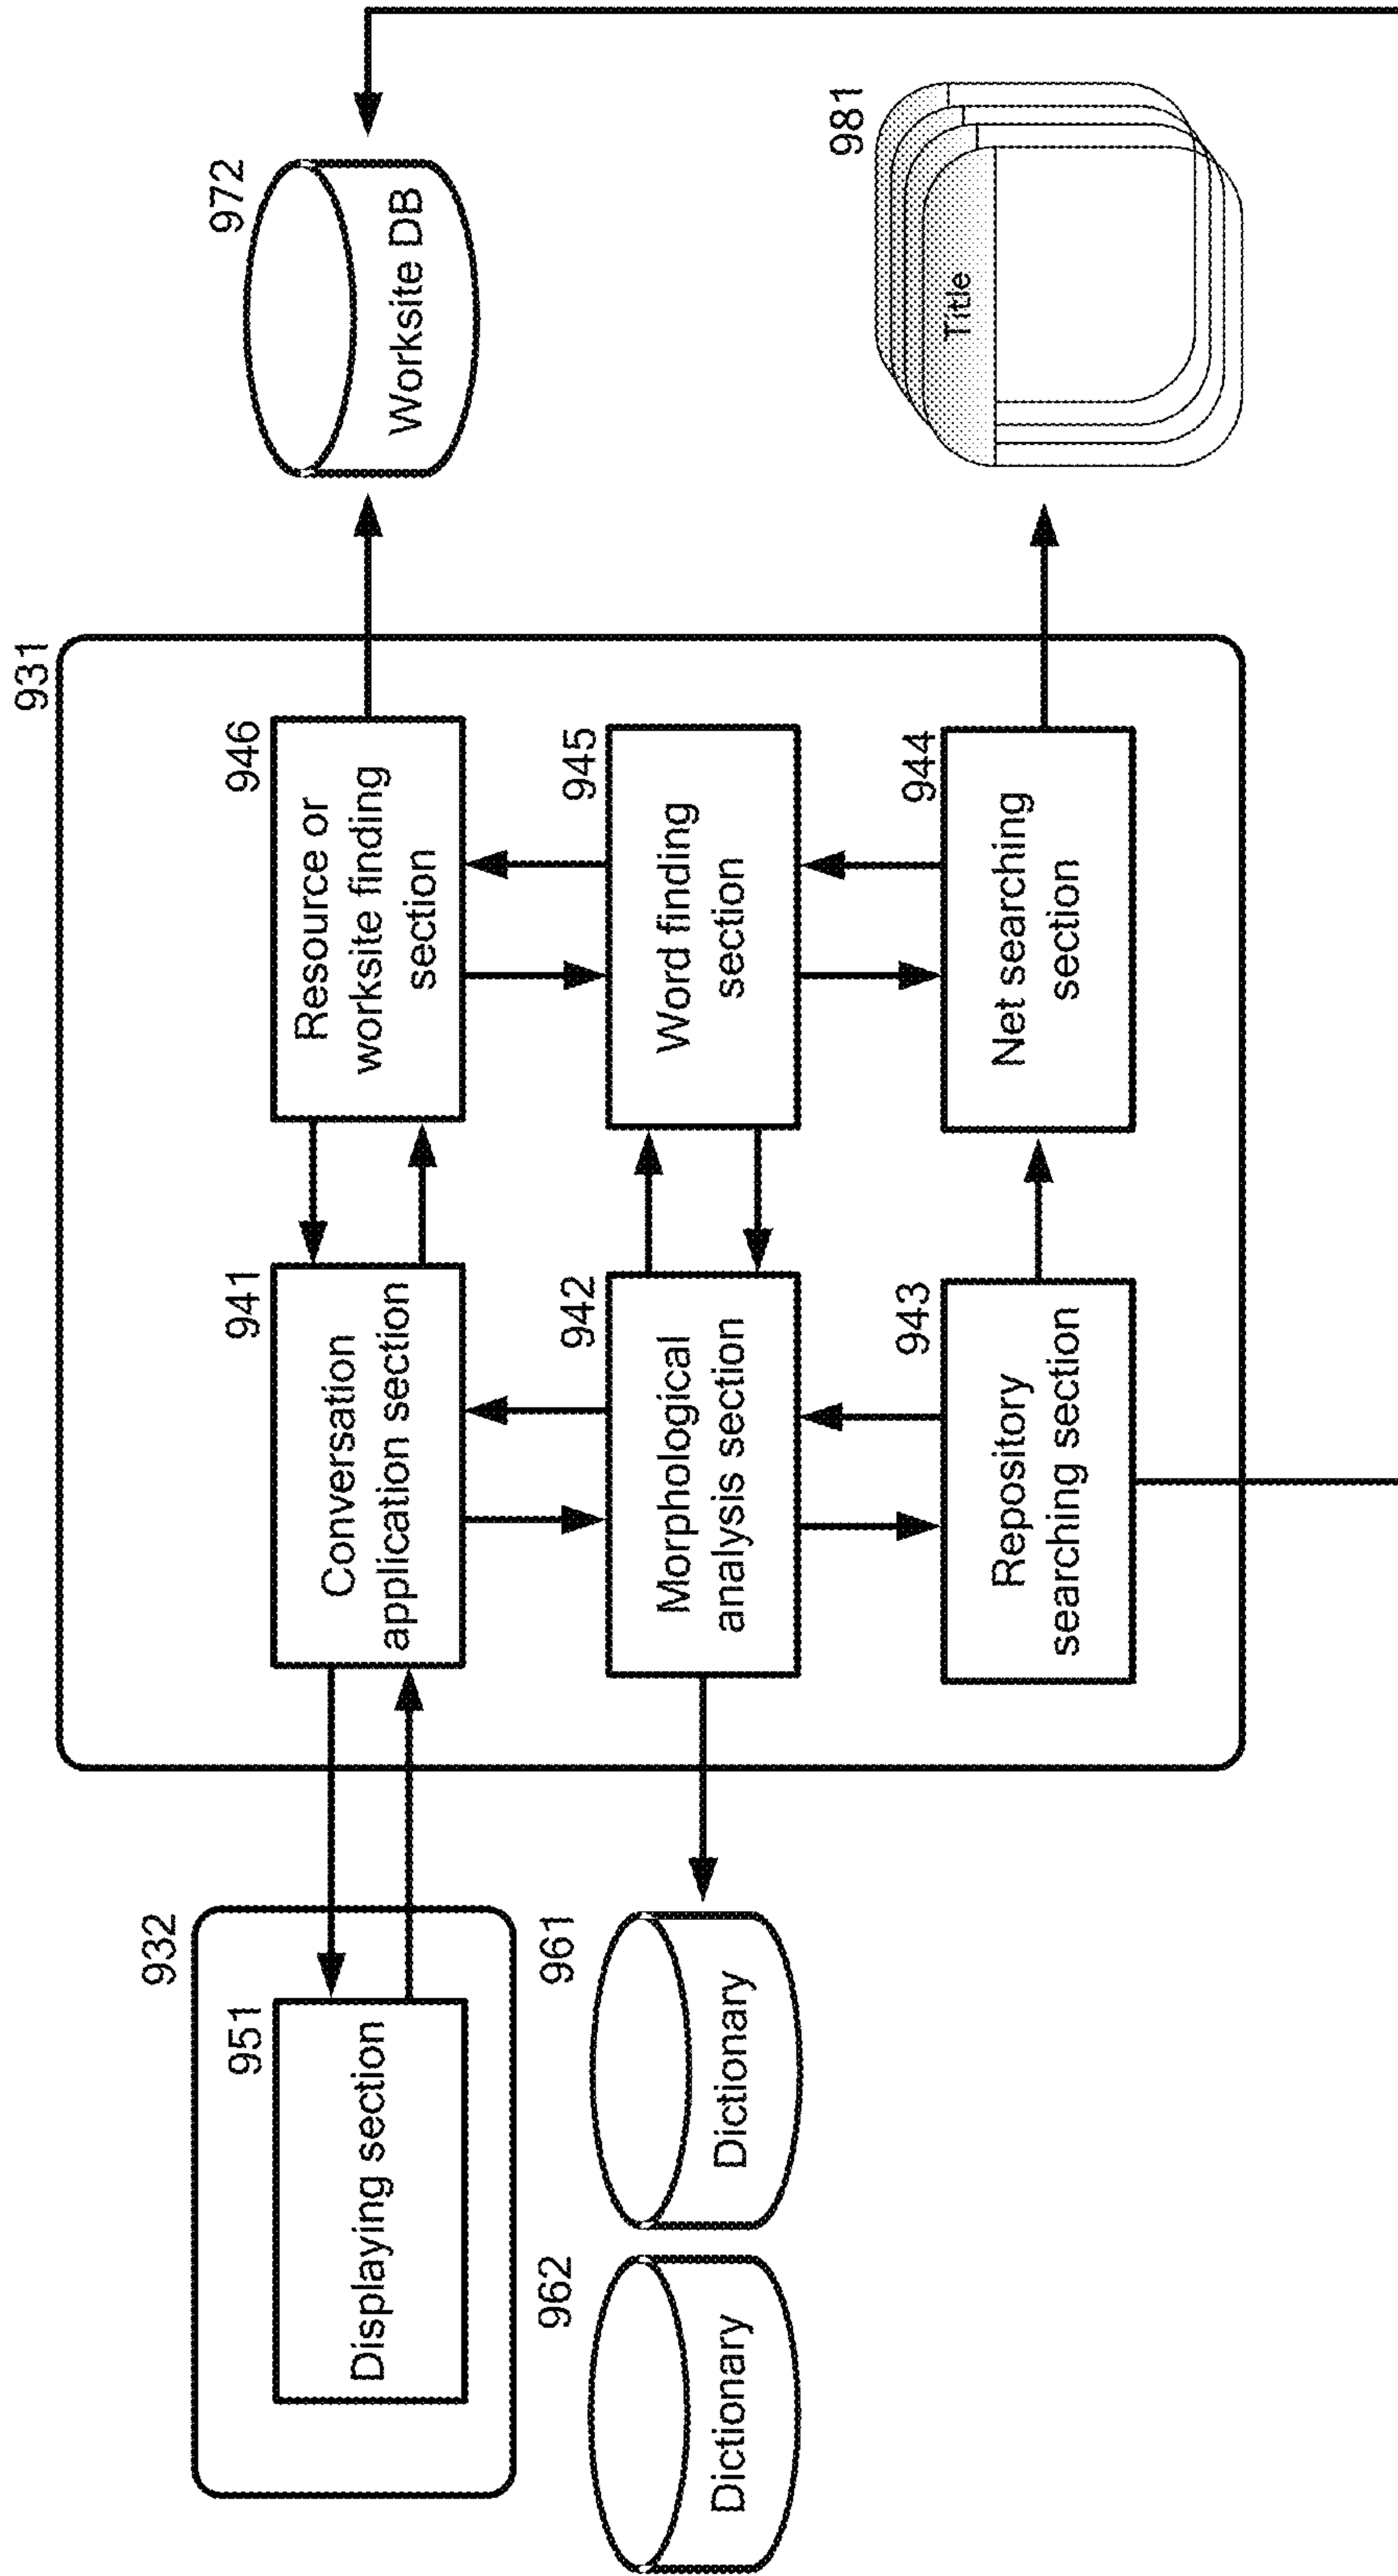 931
932
951
Displaying section
941
Conversation
application section
946
Resource or
worksite finding
section
972
Worksite DB
962
Dictionary
961
Dictionary
942
Morphological
analysis section
945
Word finding
section
943
Repository
searching section
944
Net searching
section
981
Title